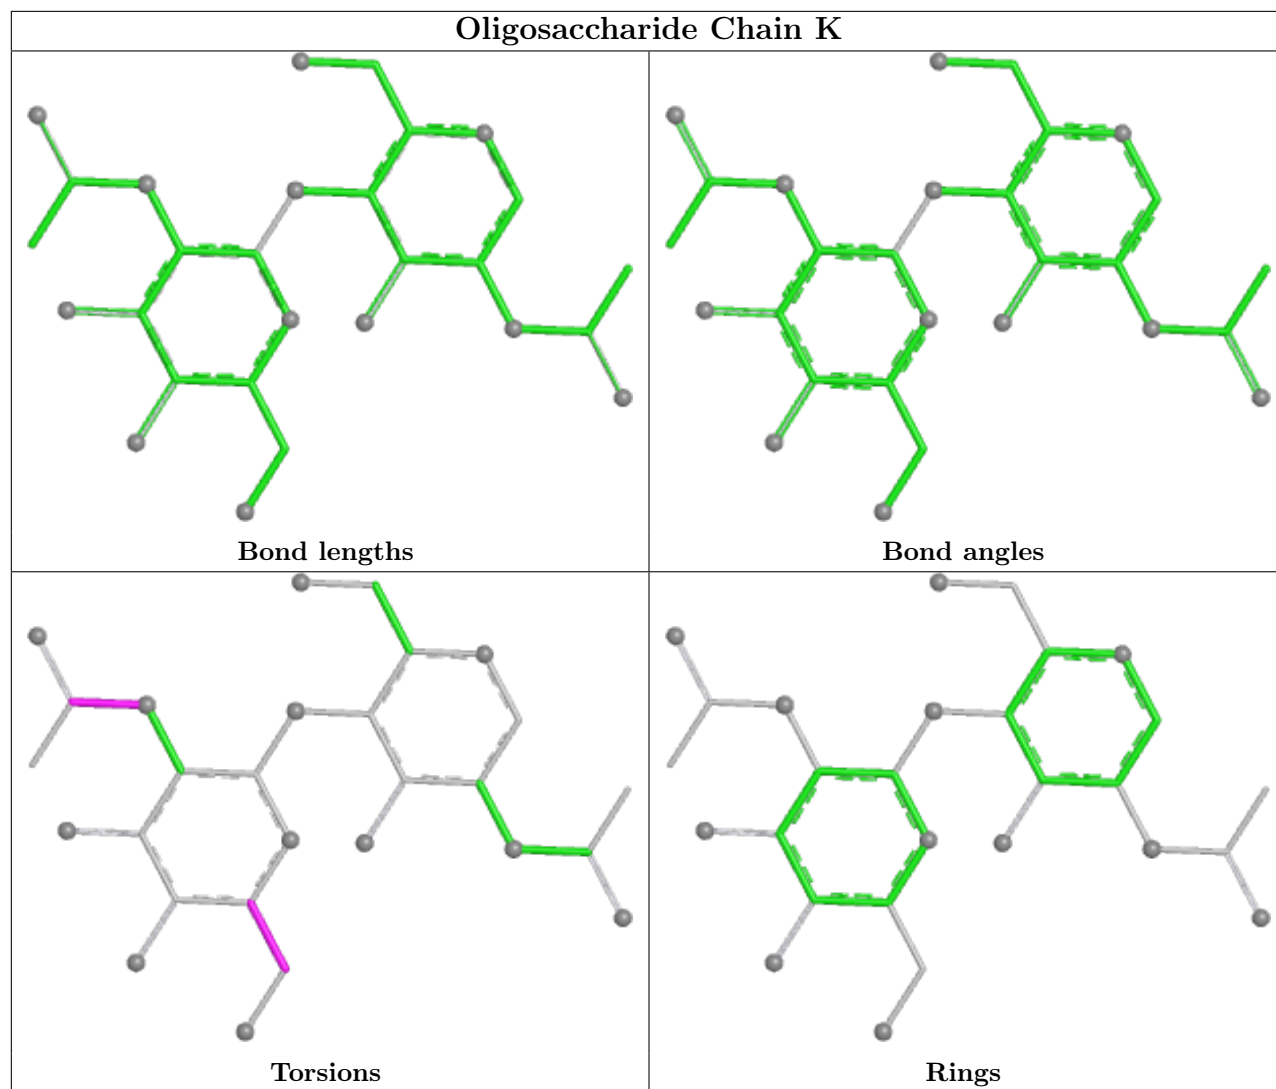 Oligosaccharide Chain K
Bond lengths
Bond angles
Torsions
Rings